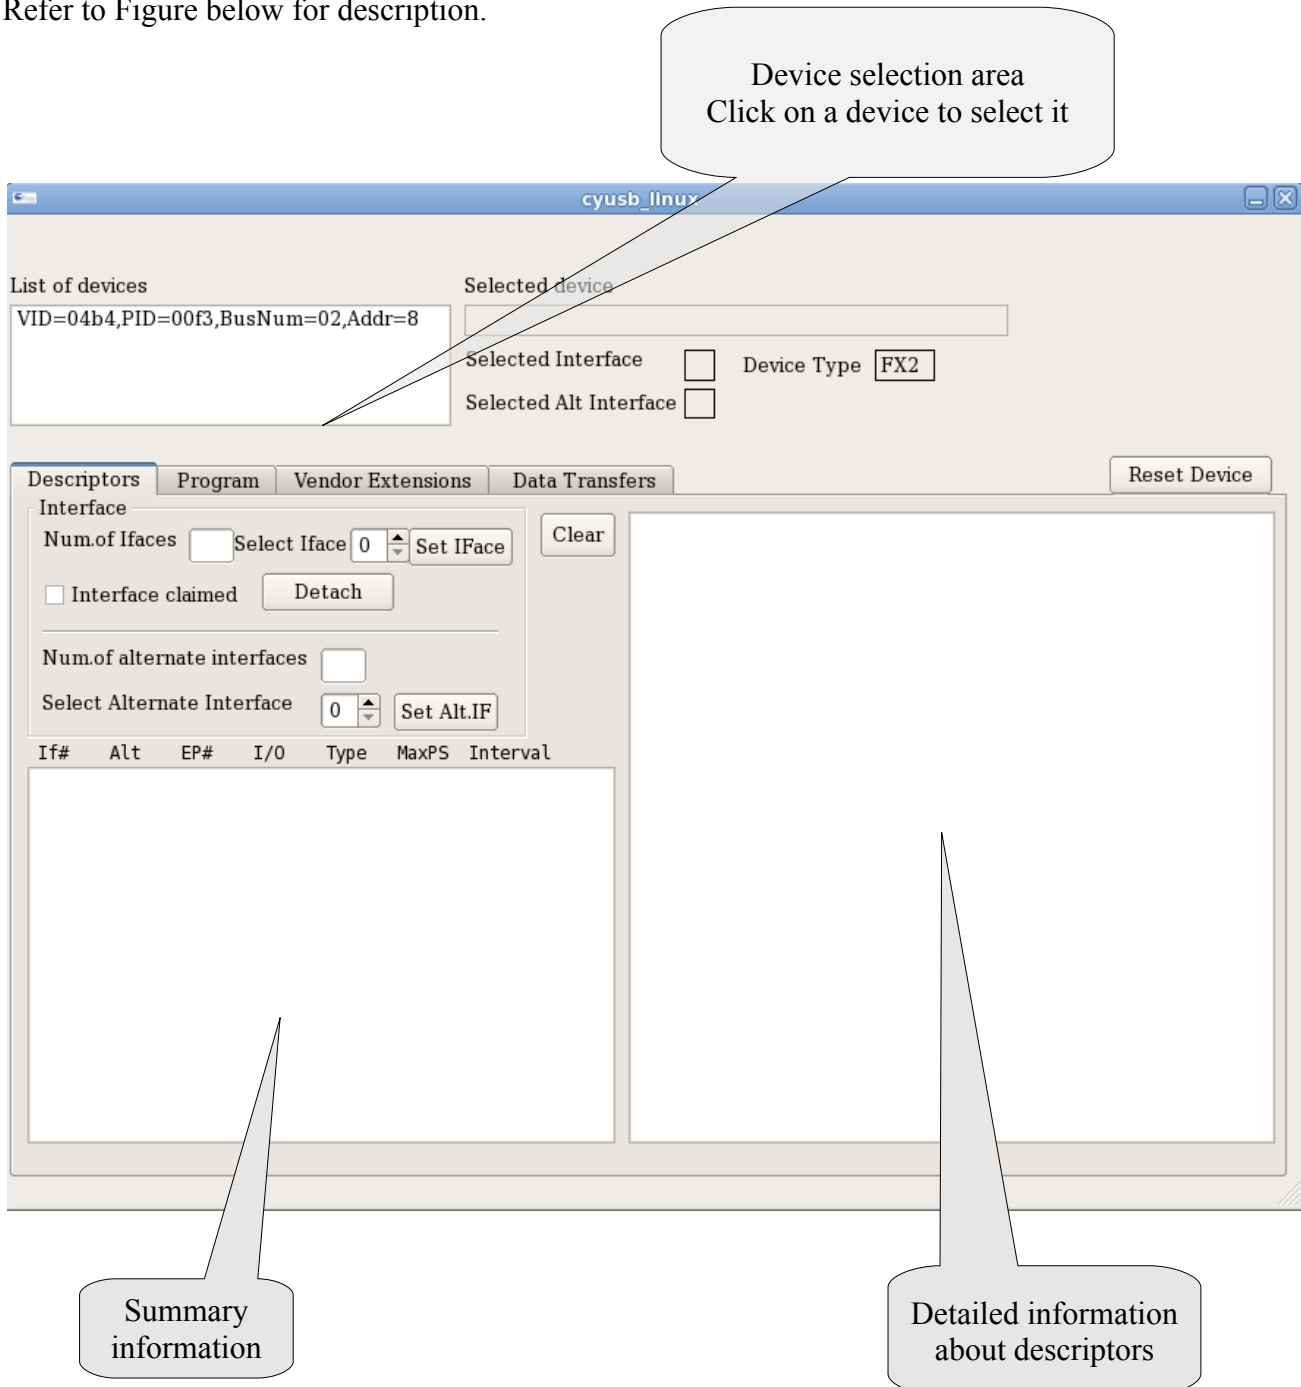 Refer to Figure below for description.
Device selection area
Click on a device to select it
cyusb_linux
List of devices
Selected device
VID=04b4,PID=00f3,BusNum=02,Addr=8
Selected Interface
Device Type FX2
Selected Alt Interface
Descriptors Program Vendor Extensions Data Transfers
Reset Device
Interface
Num.of Ifaces Select Iface 0 Set IFace
Clear
Interface claimed Detach
Num.of alternate interfaces
Select Alternate Interface 0 Set Alt.IF
If# Alt EP# I/O Type MaxPS Interval
Summary
information
Detailed information
about descriptors